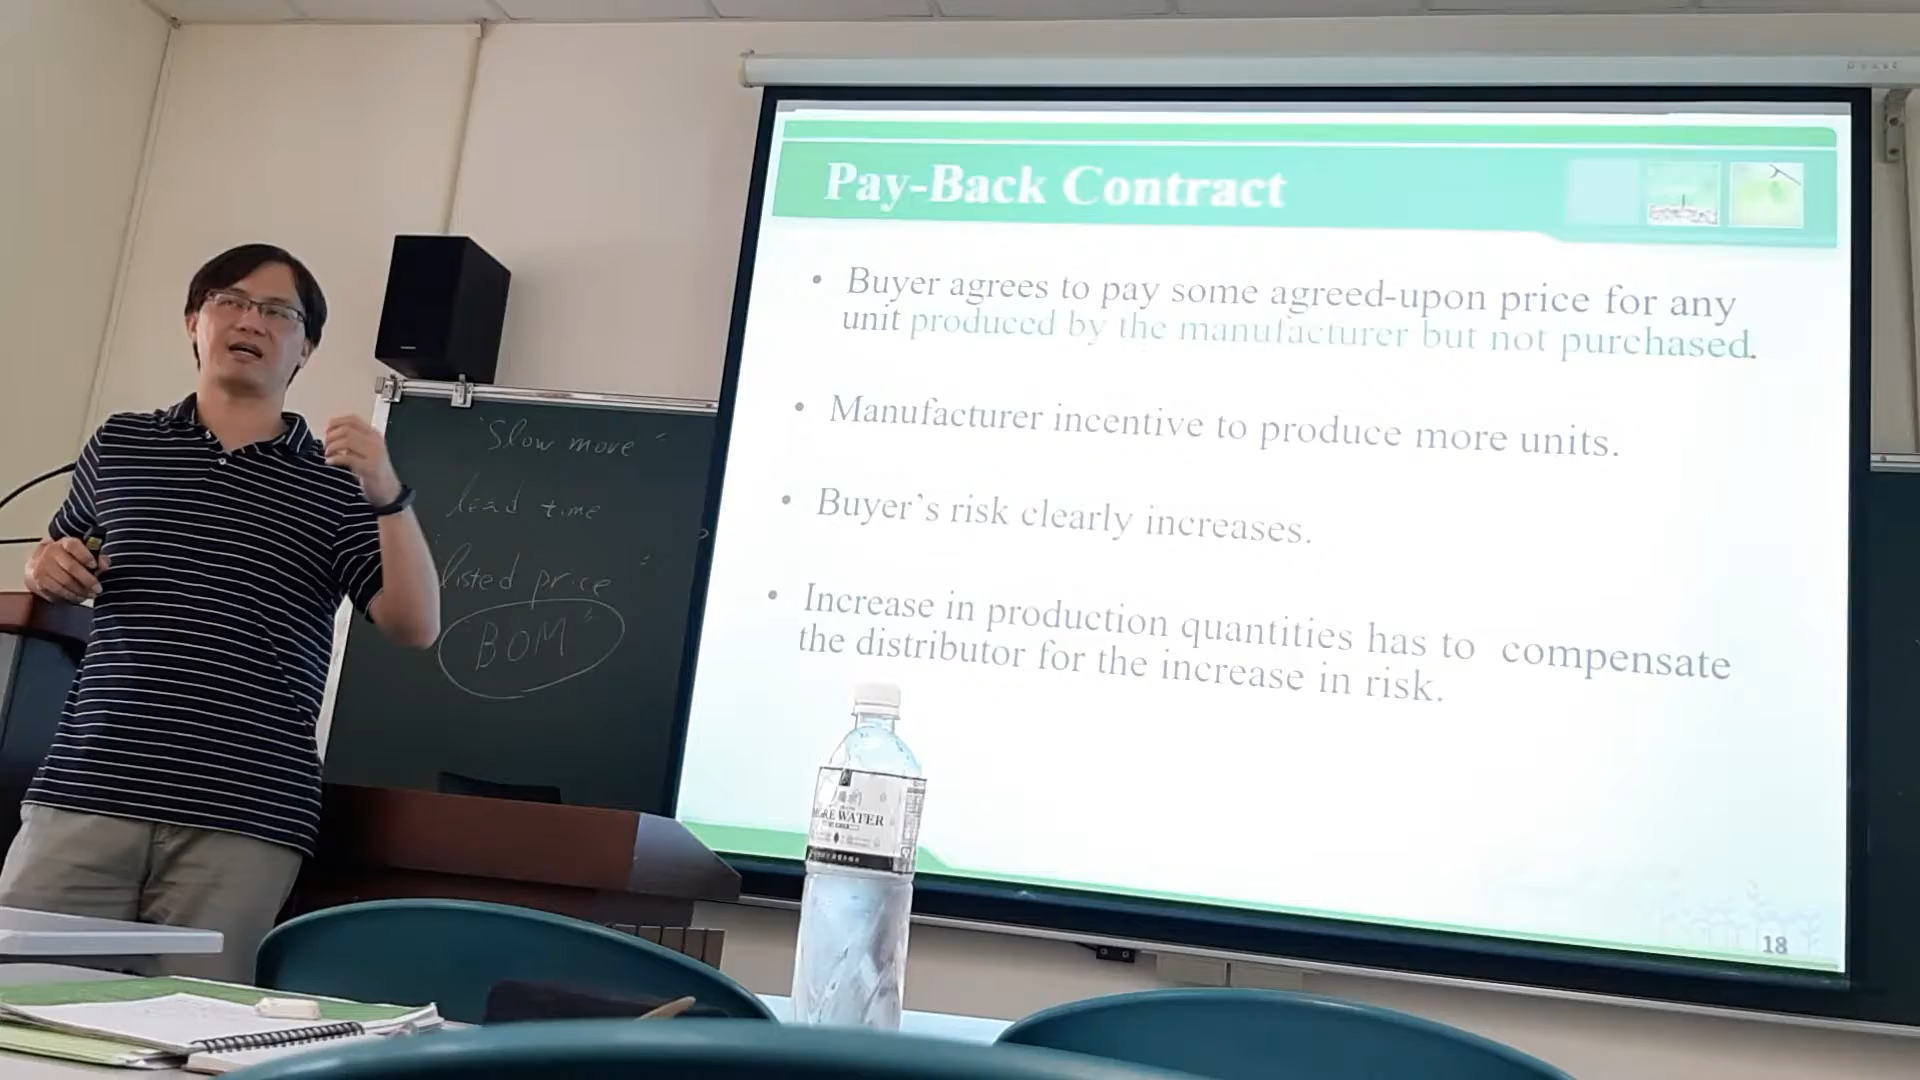 Pay-Back Contract
• Buyer agrees to pay some agreed-upon price for any
unit produced by the manufacturer but not purchased.
• Manufacturer incentive to produce more units.
• Buyer's risk clearly increases.
• Increase in production quantities has to compensate
the distributor for the increase in risk.
18
"Slow move"
lead time
"listed price"
"BOM"
MORE WATER